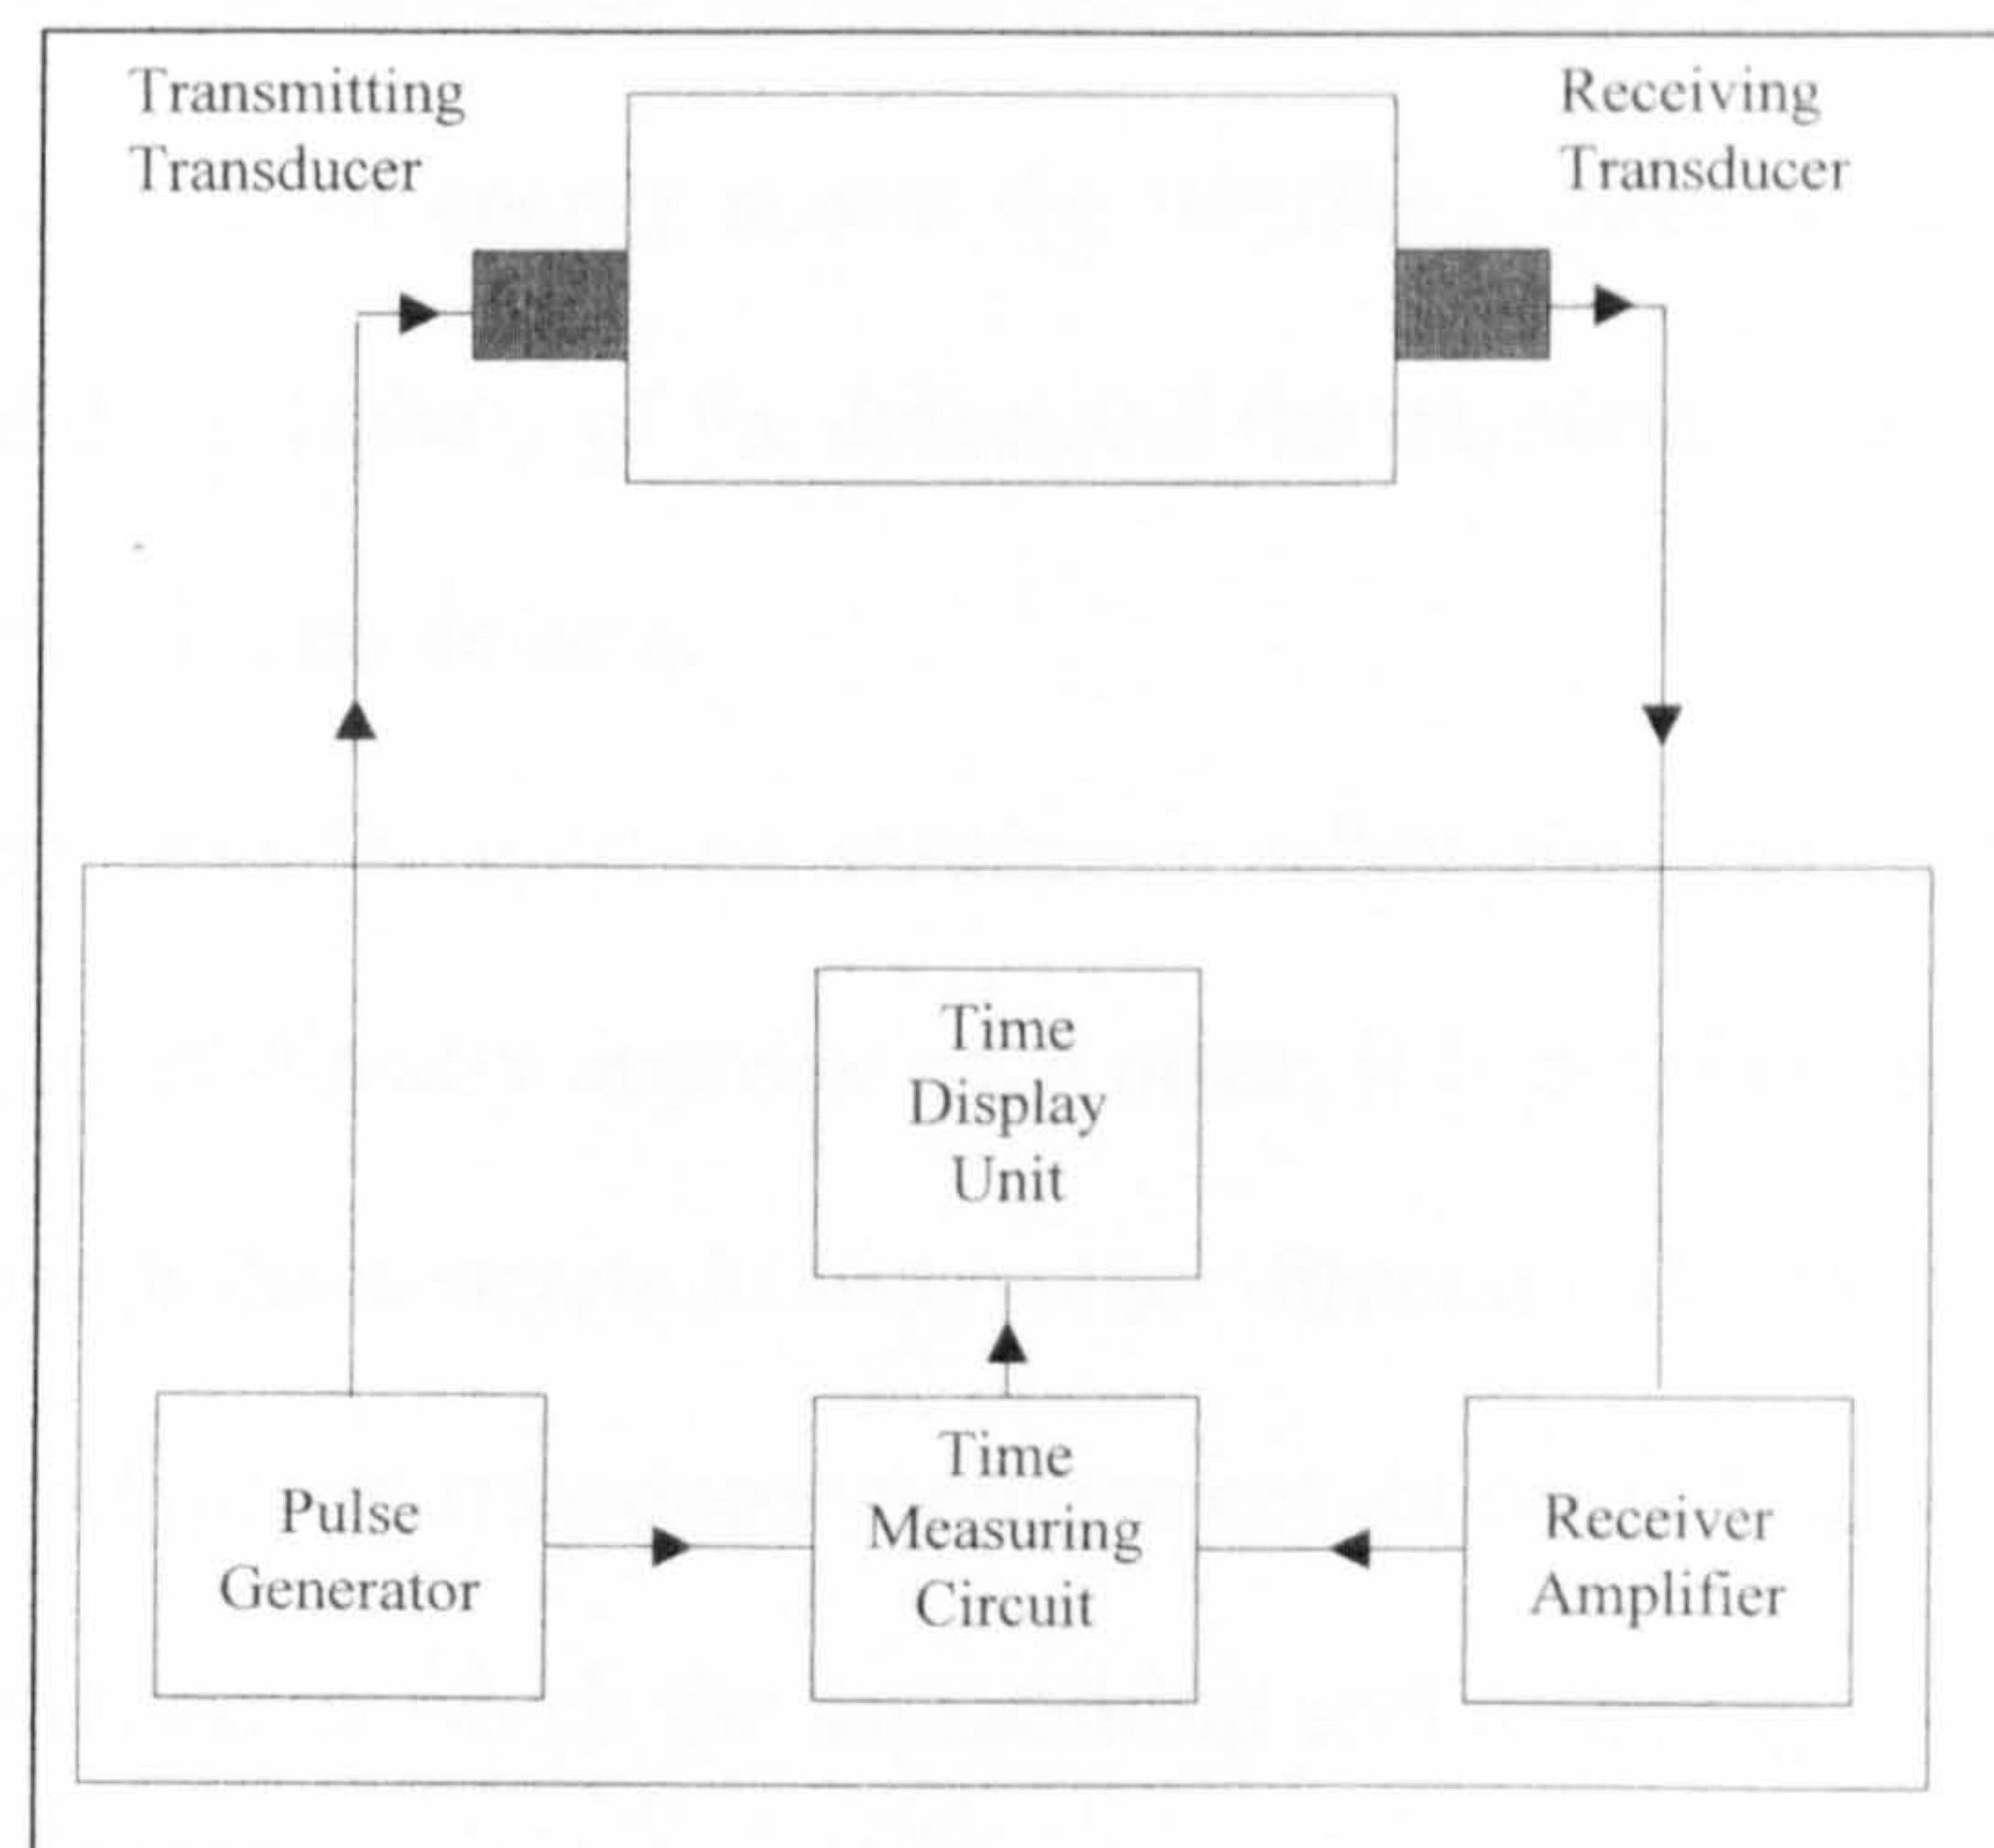 Transmitting
Transducer
Receiving
Transducer
Time
Display
Unit
Pulse
Generator
Time
Measuring
Circuit
Receiver
Amplifier